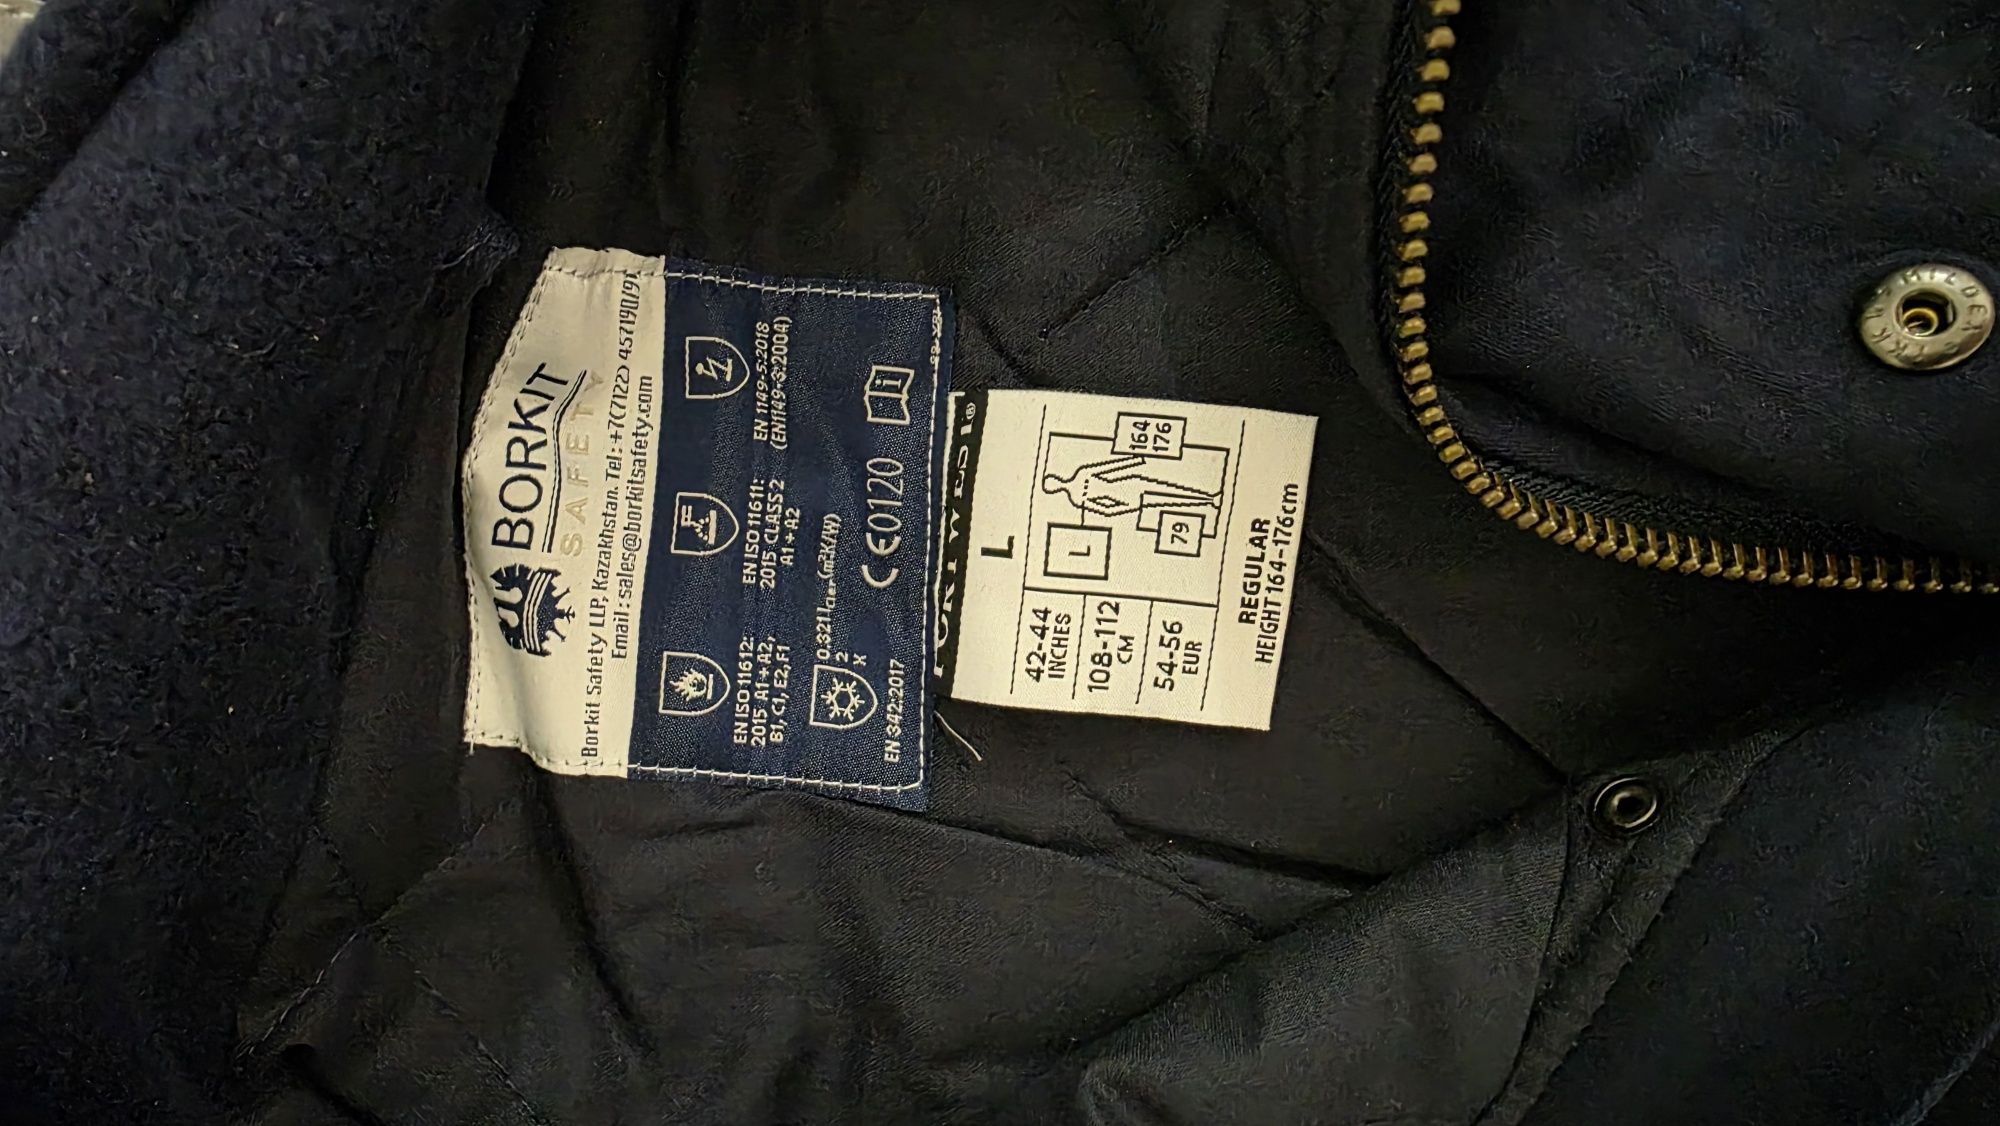 BORKIT
SAFETY
Borkit Safety LLP, Kazakhstan. Tel: +7(7122) 457190/91
Email: sales@borkitsafety.com
EN ISO 11612:
2015 A1+A2,
B1, C1, E2, F1
EN ISO 11611:
2015 CLASS 2
A1+A2
EN 1149-5:2018
(EN1149-3:2004)
2
X
EN 342:2017
CE0120
i
PORTWEST®
L
42-44
INCHES
108-112
CM
54-56
EUR
L
164
176
79
REGULAR
HEIGHT 164-176cm